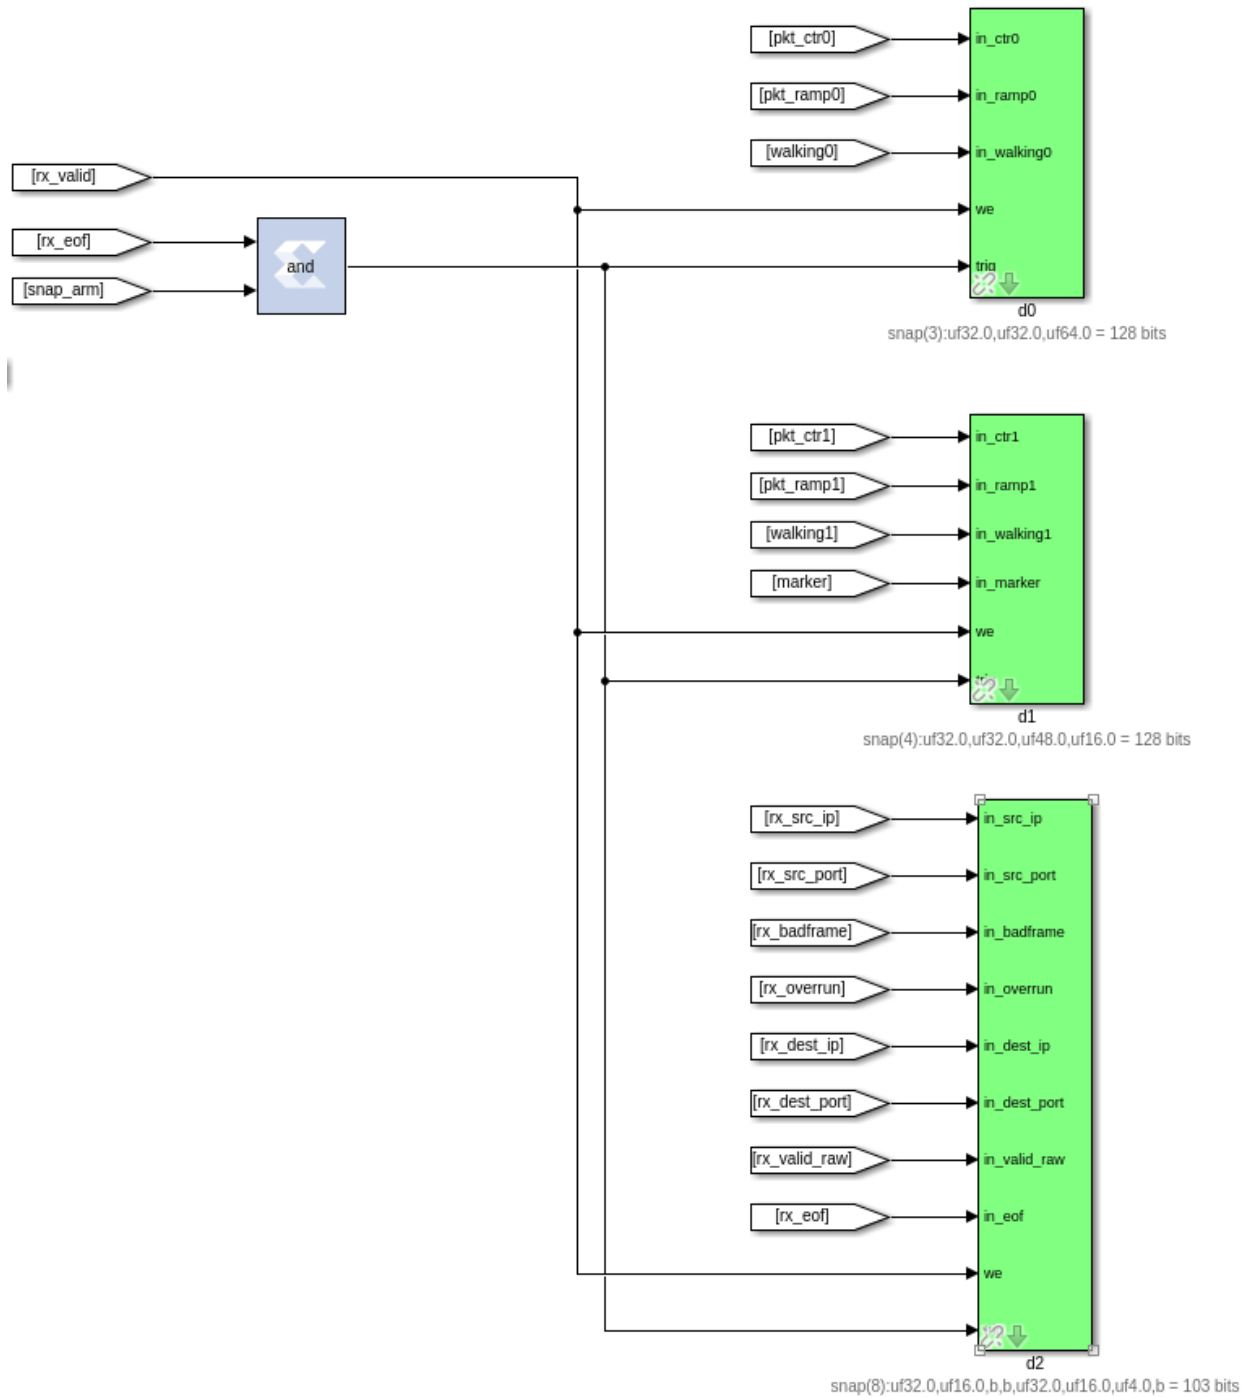 [pkt_ctr0]
in_ctr0
[pkt_ramp0]
in_ramp0
[walking0]
in_walking0
[rx_valid]
we
[rx_eof]
[snap_arm]
and
trig
d0
snap(3):uf32.0,uf32.0,uf64.0 = 128 bits
[pkt_ctr1]
in_ctr1
[pkt_ramp1]
in_ramp1
[walking1]
in_walking1
[marker]
in_marker
we
d1
snap(4):uf32.0,uf32.0,uf48.0,uf16.0 = 128 bits
[rx_src_ip]
in_src_ip
[rx_src_port]
in_src_port
[rx_badframe]
in_badframe
[rx_overrun]
in_overrun
[rx_dest_ip]
in_dest_ip
[rx_dest_port]
in_dest_port
[rx_valid_raw]
in_valid_raw
[rx_eof]
in_eof
we
d2
snap(8):uf32.0,uf16.0,b,b,uf32.0,uf16.0,uf4.0,b = 103 bits